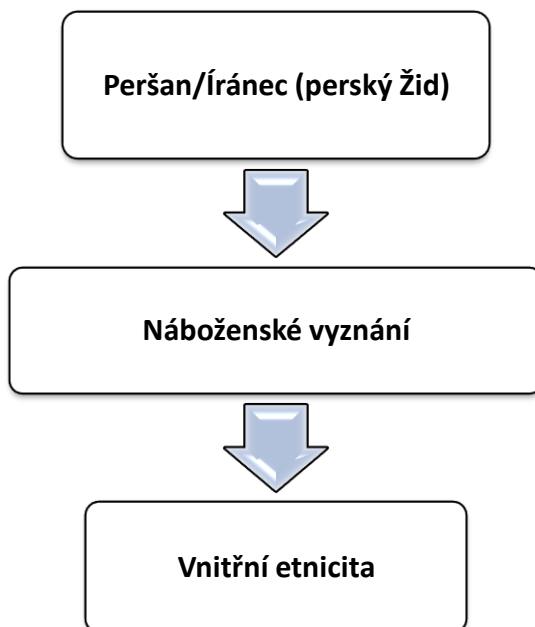 Peršan/Íránec (perský Žid)
Náboženské vyznání
Vnitřní etnicita